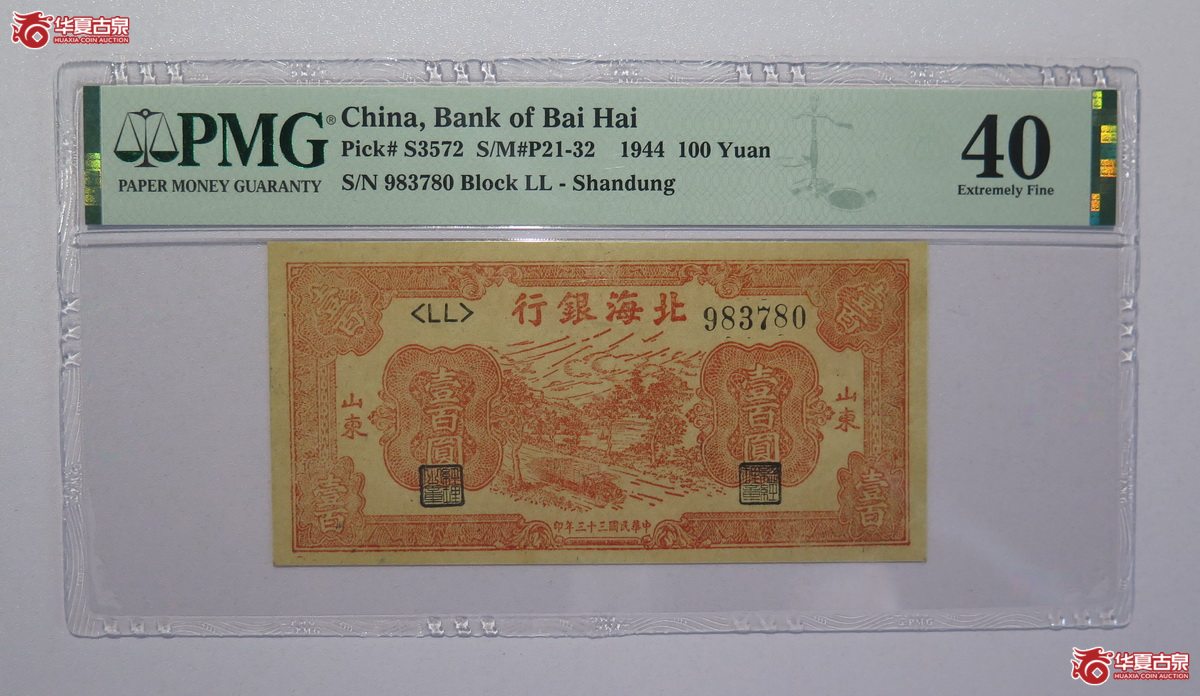 华夏古泉
HUAXIA COIN AUCTION
PMG®
PAPER MONEY GUARANTY
China, Bank of Bai Hai
Pick# S3572 S/M#P21-32 1944 100 Yuan
S/N 983780 Block LL - Shandung
40
Extremely Fine
<LL>
行銀海北
983780
壹百
壹百圓
壹百圓
山東
山東
壹百
壹百
印年三十三國民華中
PMG
PMG
华夏古泉
HUAXIA COIN AUCTION